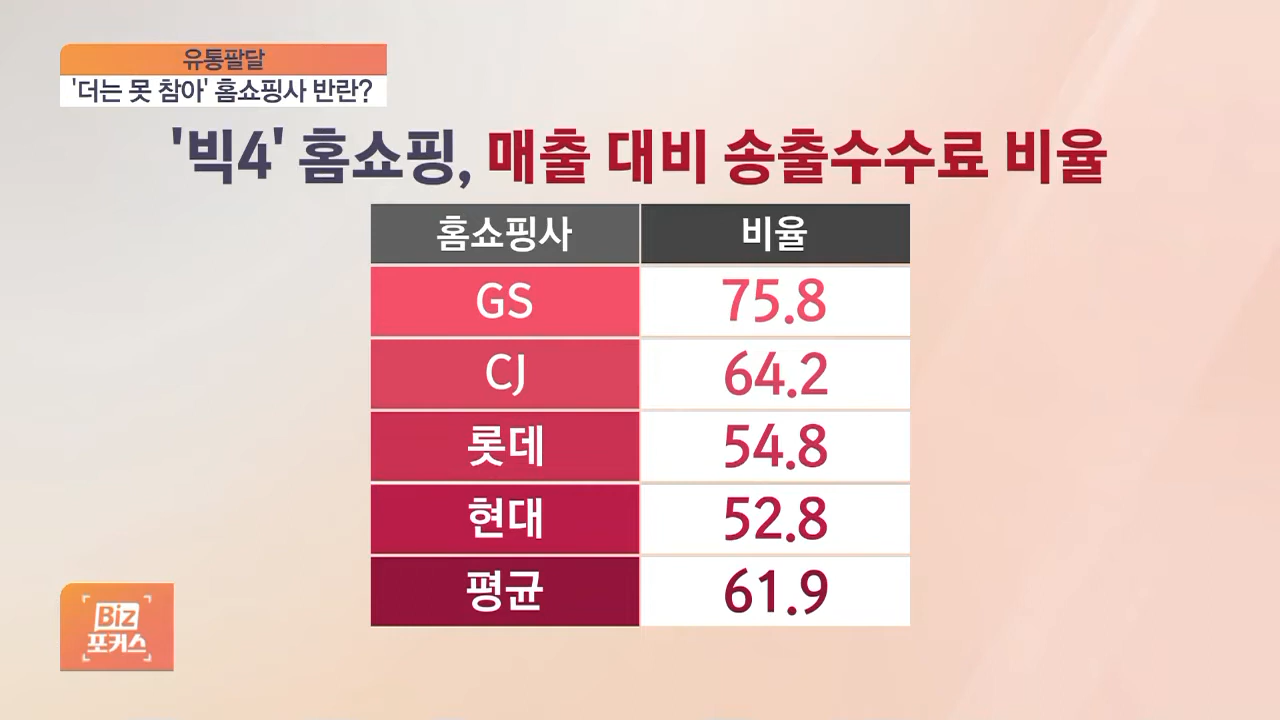 유통팔달
'더는 못 참아' 홈쇼핑사 반란?
'빅4' 홈쇼핑, 매출 대비 송출수수료 비율
홈쇼핑사 비율
GS 75.8
CJ 64.2
롯데 54.8
현대 52.8
평균 61.9
Biz
포커스